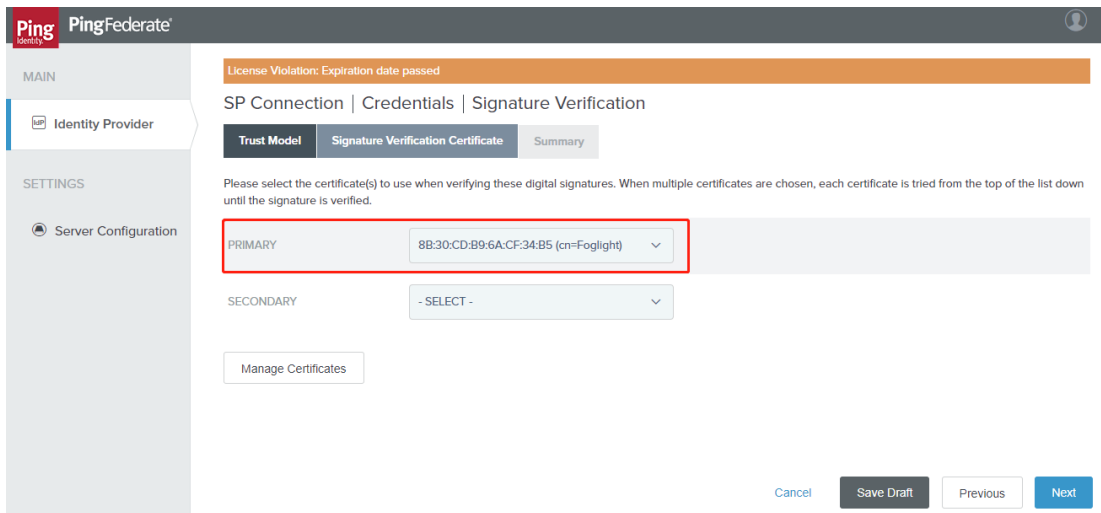 Ping
Identity.
PingFederate
MAIN
License Violation: Expiration date passed
SP Connection | Credentials | Signature Verification
IdP
Identity Provider
Trust Model
Signature Verification Certificate
Summary
SETTINGS
Please select the certificate(s) to use when verifying these digital signatures. When multiple certificates are chosen, each certificate is tried from the top of the list down
until the signature is verified.
Server Configuration
PRIMARY
8B:30:CD:B9:6A:CF:34:B5 (cn=Foglight)
SECONDARY
- SELECT -
Manage Certificates
Cancel
Save Draft
Previous
Next